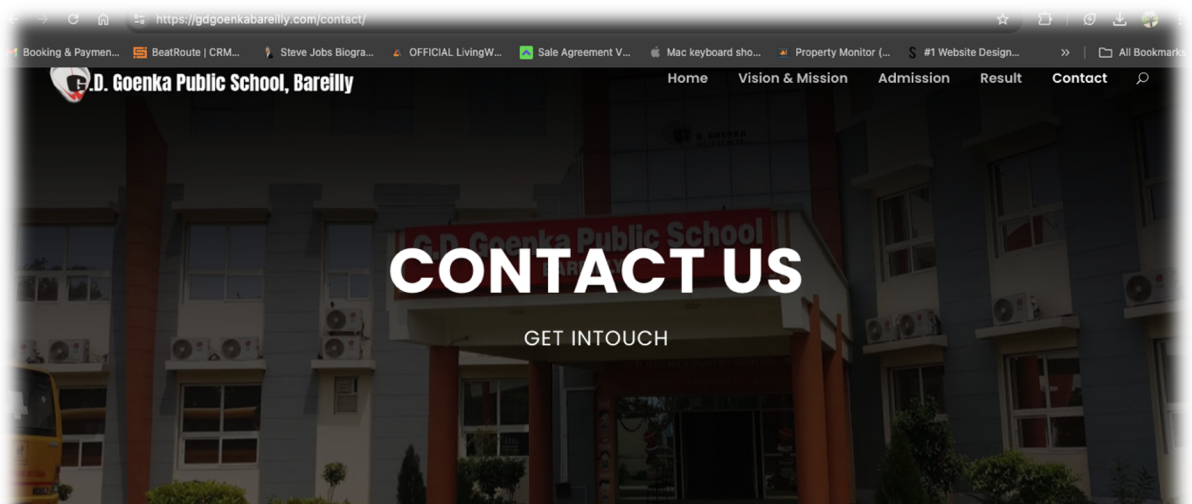 https://gdgoenkabareilly.com/contact/
Booking & Paymen... BeatRoute | CRM... Steve Jobs Biogra... OFFICIAL LivingW... Sale Agreement V... Mac keyboard sho... Property Monitor (... #1 Website Design... » All Bookmarks
G.D. Goenka Public School, Bareilly
Home Vision & Mission Admission Result Contact
G.D. Goenka Public School
BAREILLY
CONTACT US
GET INTOUCH